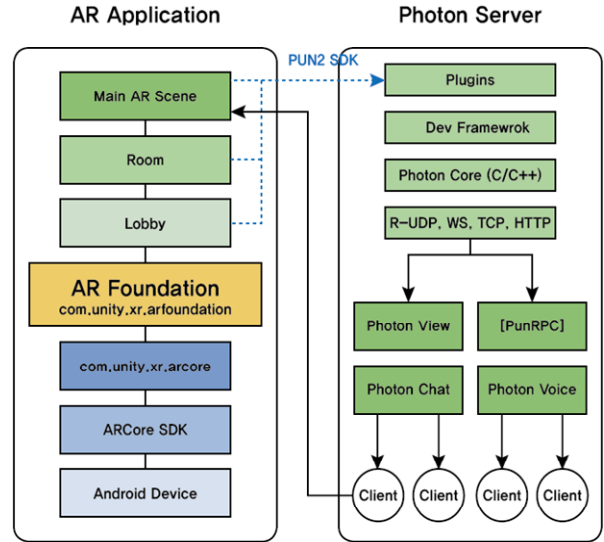 AR Application
Photon Server
PUN2 SDK
Main AR Scene
Room
Lobby
AR Foundation
com.unity.xr.arfoundation
com.unity.xr.arcore
ARCore SDK
Android Device
Plugins
Dev Framewrok
Photon Core (C/C++)
R-UDP, WS, TCP, HTTP
Photon View
[PunRPC]
Photon Chat
Photon Voice
Client
Client
Client
Client